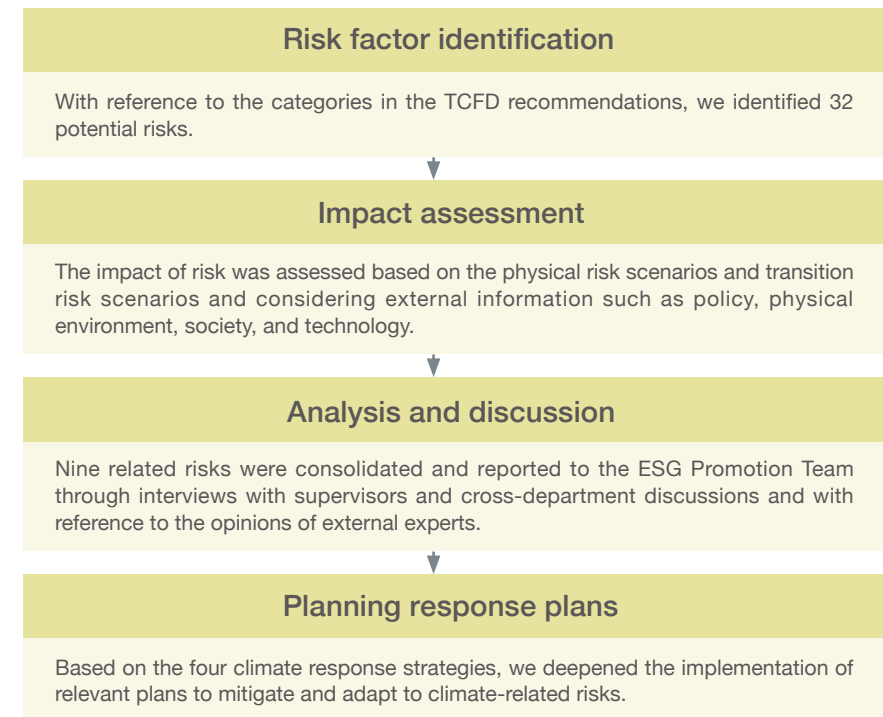 Risk factor identification
With reference to the categories in the TCFD recommendations, we identified 32
potential risks.
Impact assessment
The impact of risk was assessed based on the physical risk scenarios and transition
risk scenarios and considering external information such as policy, physical
environment, society, and technology.
Analysis and discussion
Nine related risks were consolidated and reported to the ESG Promotion Team
through interviews with supervisors and cross-department discussions and with
reference to the opinions of external experts.
Planning response plans
Based on the four climate response strategies, we deepened the implementation of
relevant plans to mitigate and adapt to climate-related risks.